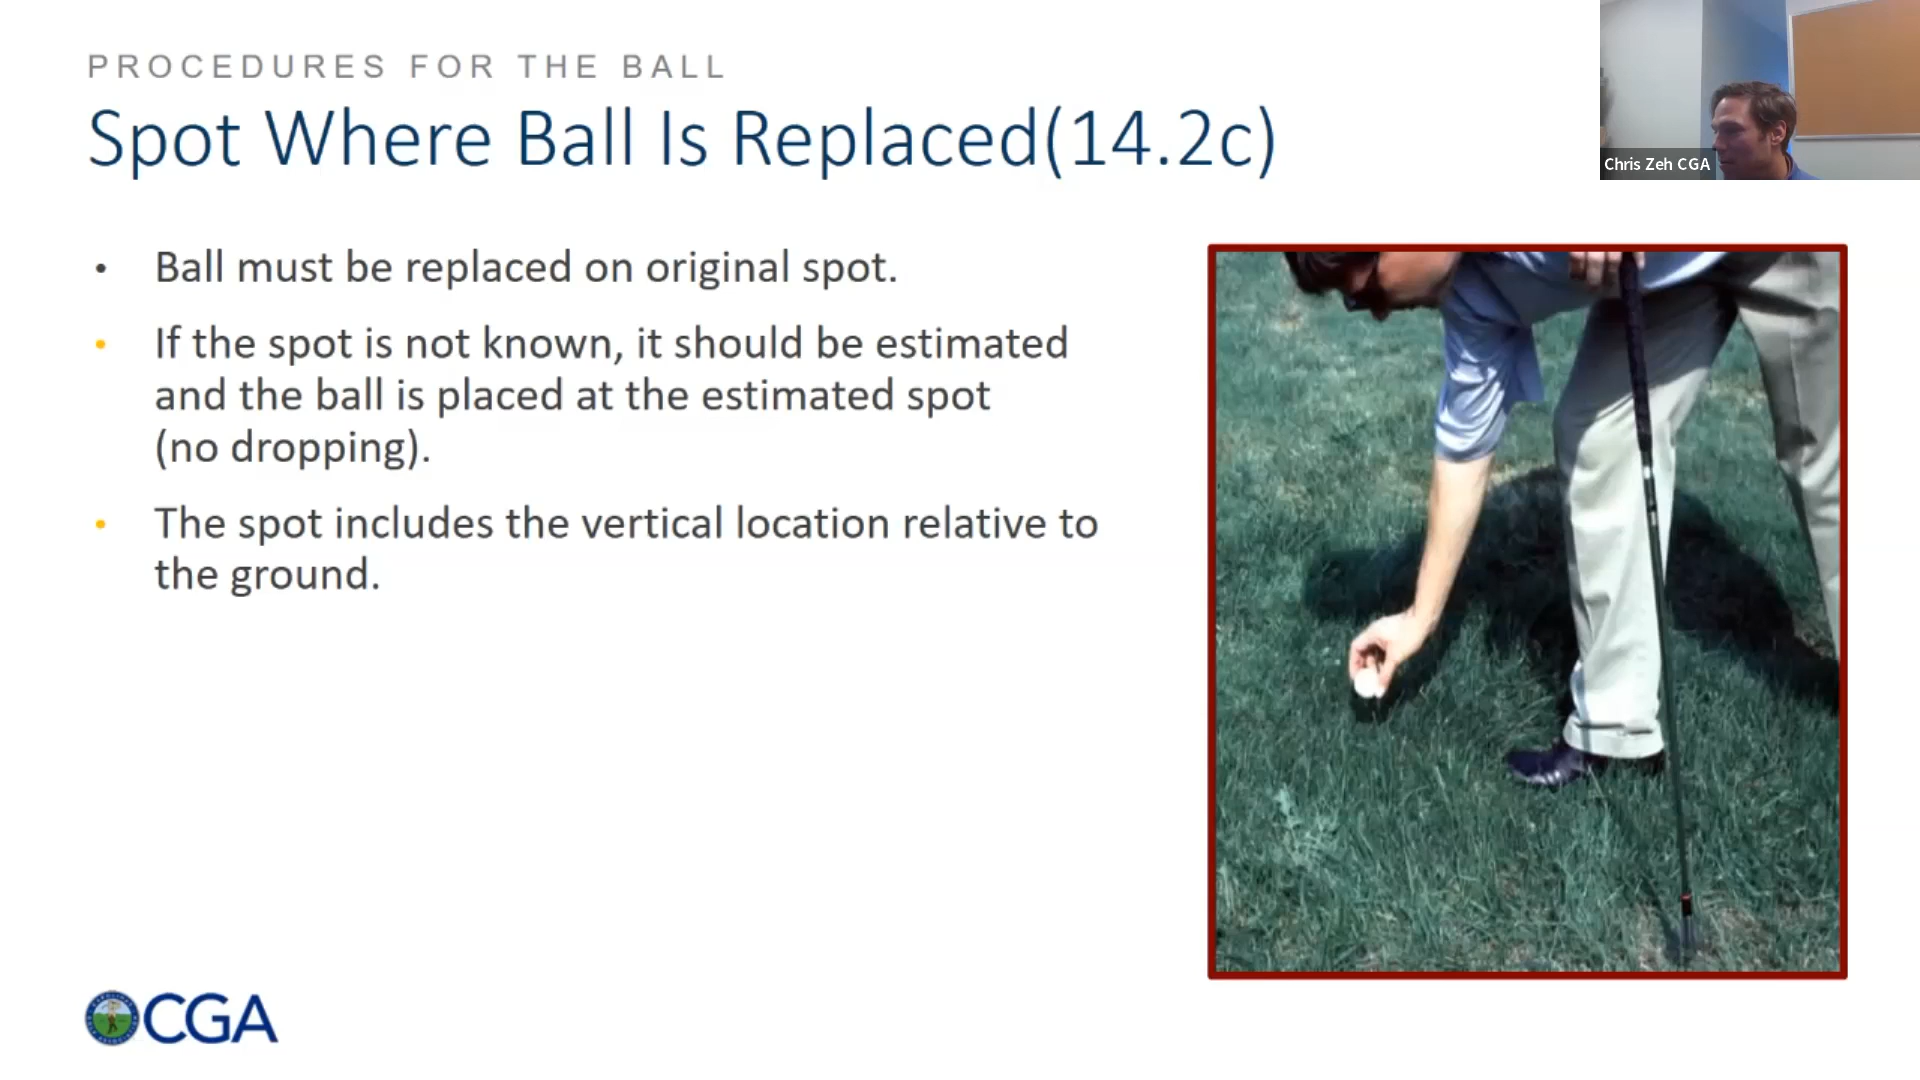 PROCEDURES FOR THE BALL
Spot Where Ball Is Replaced(14.2c)
Chris Zeh CGA
• Ball must be replaced on original spot.
• If the spot is not known, it should be estimated
and the ball is placed at the estimated spot
(no dropping).
• The spot includes the vertical location relative to
the ground.
CGA